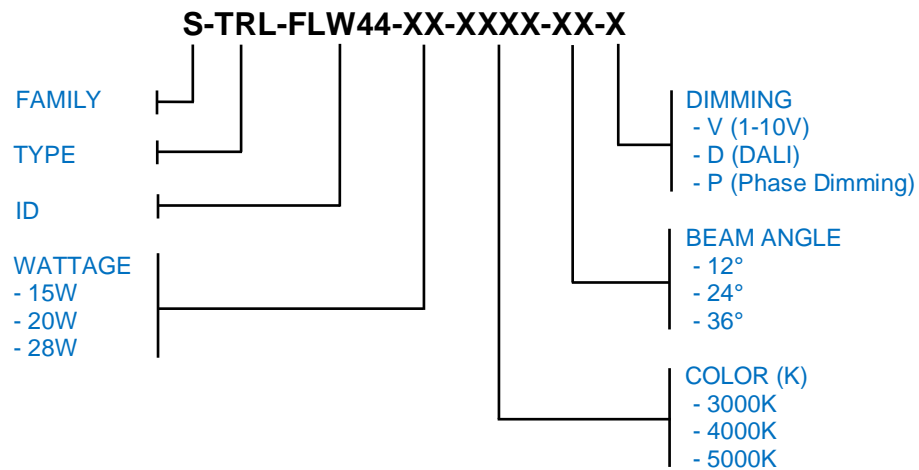 S-TRL-FLW44-XX-XXXX-XX-X
FAMILY
TYPE
ID
WATTAGE
- 15W
- 20W
- 28W
DIMMING
- V (1-10V)
- D (DALI)
- P (Phase Dimming)
BEAM ANGLE
- 12°
- 24°
- 36°
COLOR (K)
- 3000K
- 4000K
- 5000K